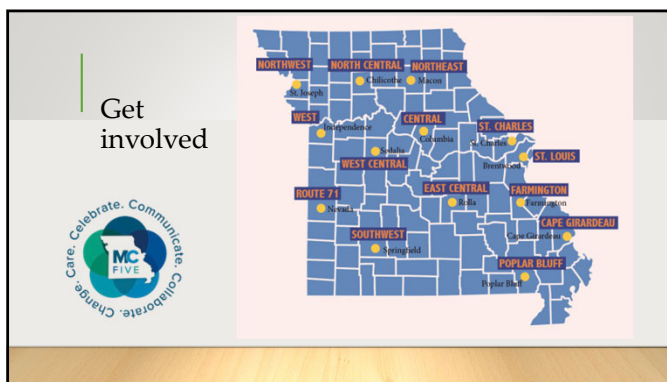 Get
involved
NORTHWEST
St. Joseph
NORTH CENTRAL
Chilicothe
NORTHEAST
Macon
WEST
Independence
CENTRAL
Columbia
ST. CHARLES
St. Charles
Sedalia
WEST CENTRAL
Brentwood
ST. LOUIS
ROUTE 71
Nevada
EAST CENTRAL
Rolla
FARMINGTON
Farmington
CAPE GIRARDEAU
Cape Girardeau
SOUTHWEST
Springfield
POPLAR BLUFF
Poplar Bluff
Change. Care. Celebrate. Communicate. Collaborate.
MC
FIVE